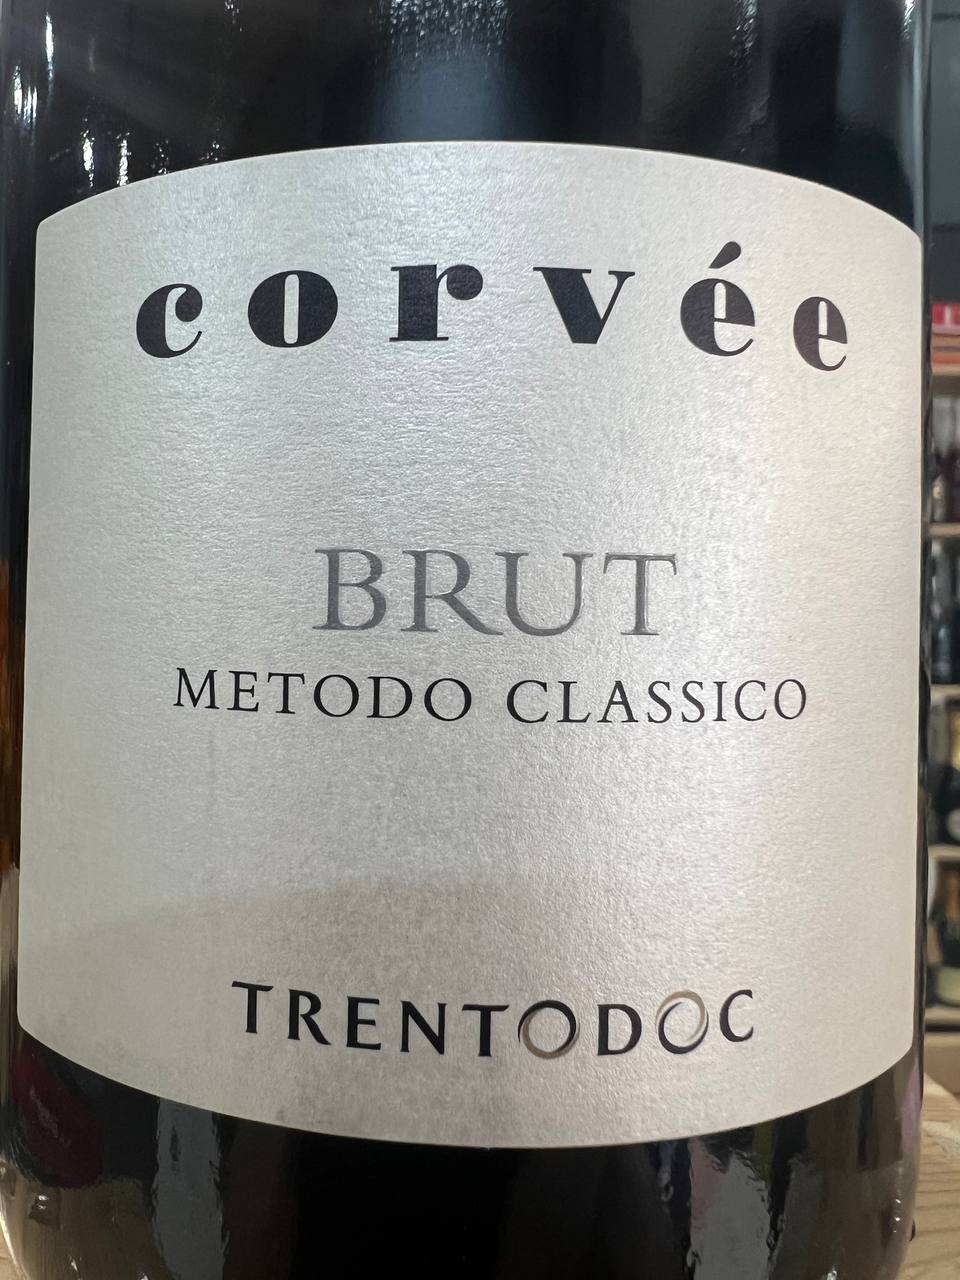 corvée
BRUT
METODO CLASSICO
TRENTODOC